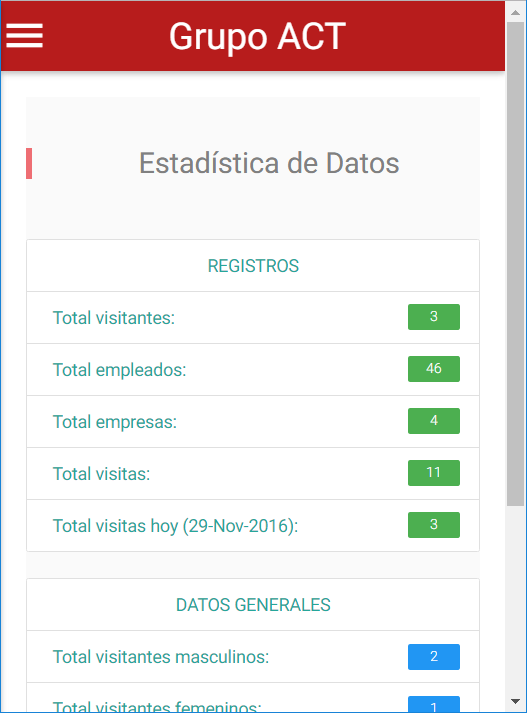 Grupo ACT
Estadística de Datos
REGISTROS
Total visitantes: 3
Total empleados: 46
Total empresas: 4
Total visitas: 11
Total visitas hoy (29-Nov-2016): 3
DATOS GENERALES
Total visitantes masculinos: 2
Total visitantes femeninos: 1